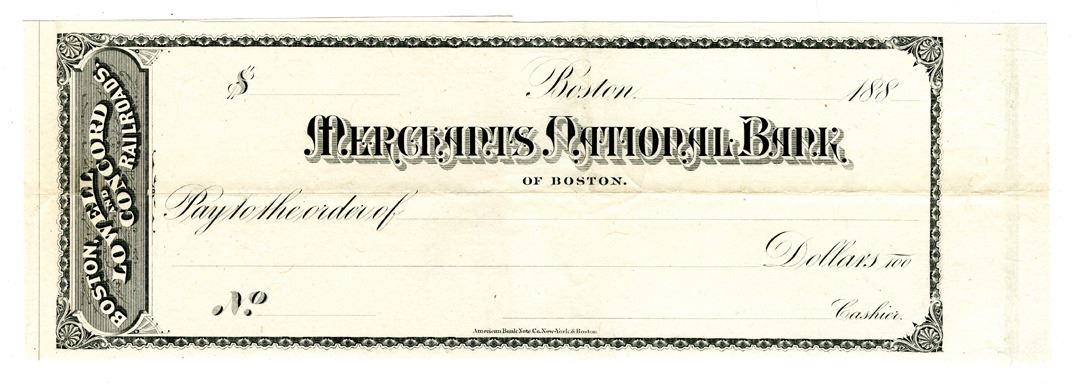 BOSTON, LOWELL AND CONCORD RAILROADS.
$ Boston, 188
MERCHANTS NATIONAL BANK
OF BOSTON.
Pay to the order of
Dollars 100
No.
Cashier.
American Bank Note Co. New-York & Boston.